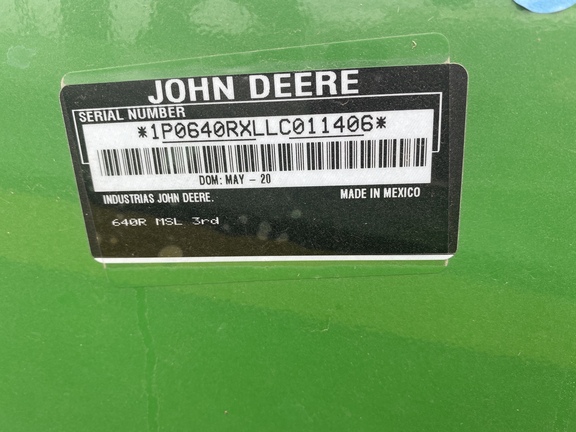 JOHN DEERE
SERIAL NUMBER
*1P0640RXLLC011406*
DOM: MAY - 20
INDUSTRIAS JOHN DEERE. MADE IN MEXICO
640R MSL 3rd